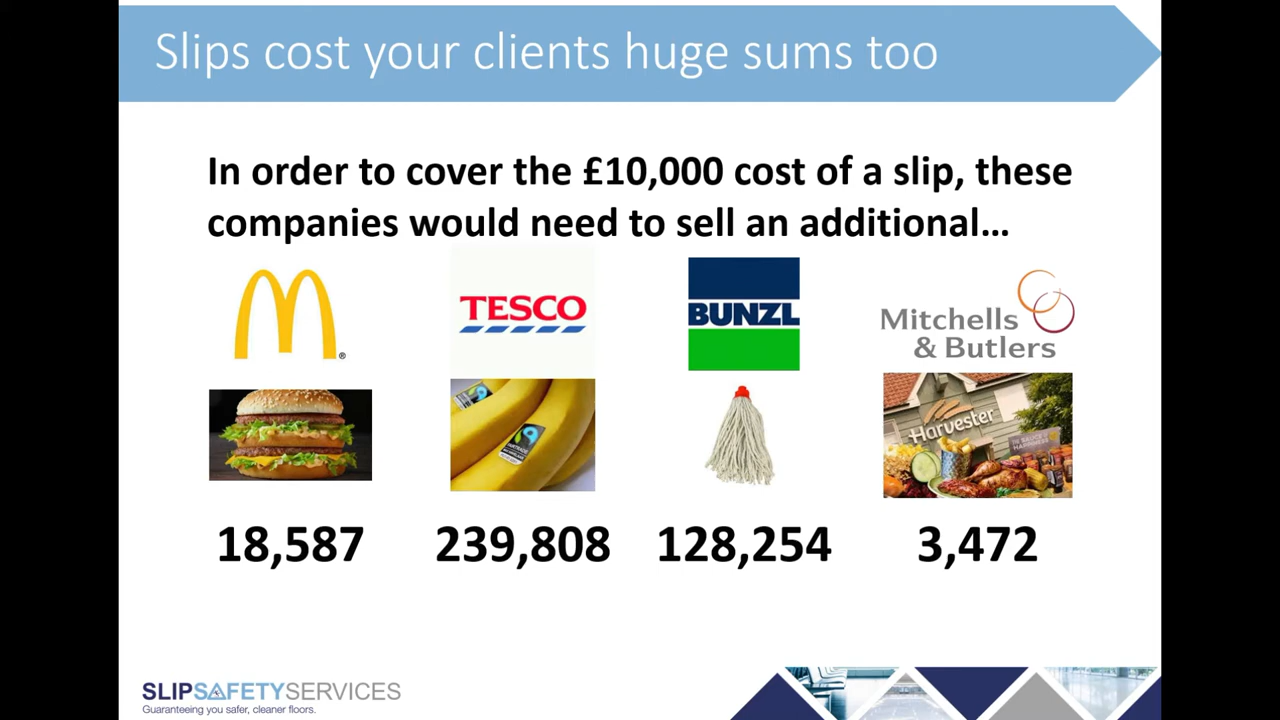 Slips cost your clients huge sums too
In order to cover the £10,000 cost of a slip, these
companies would need to sell an additional...
®
TESCO
BUNZL
Mitchells
& Butlers
FAIRTRADE
Harvester
18,587
239,808
128,254
3,472
SLIPSAFETYSERVICES
Guaranteeing you safer, cleaner floors.